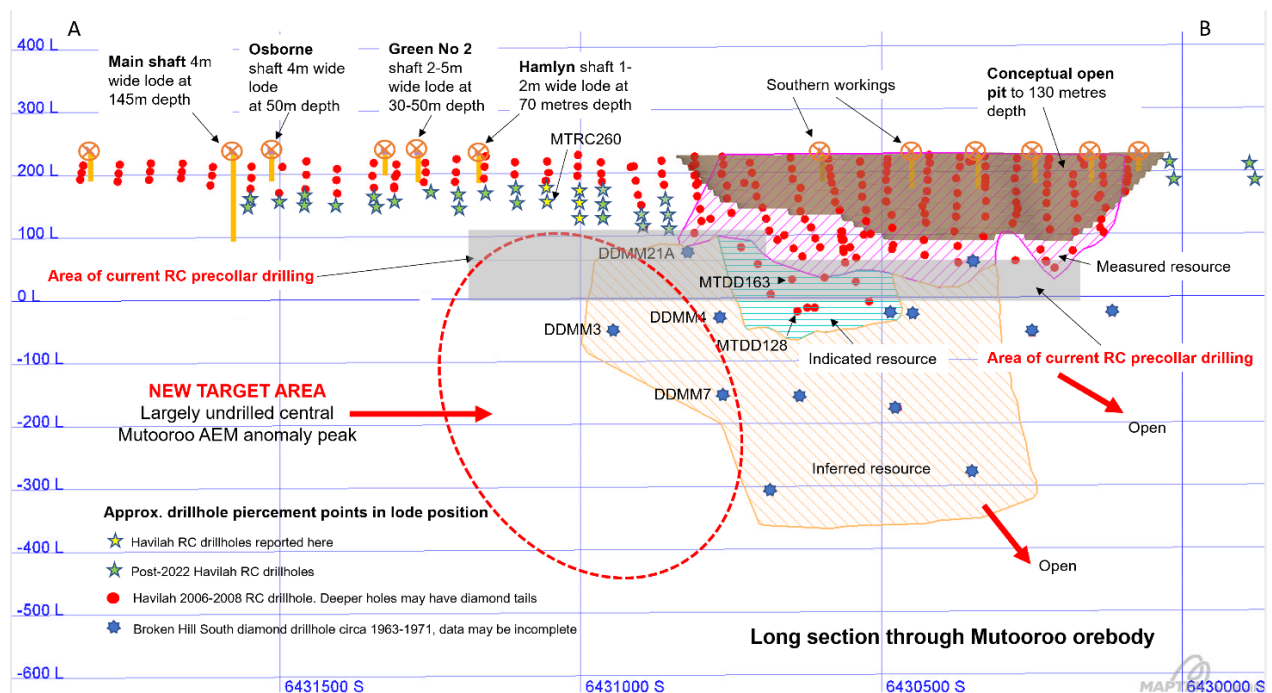 A
B
400 L
300 L
200 L
100 L
0 L
-100 L
-200 L
-300 L
-400 L
-500 L
-600 L
Main shaft 4m
wide lode at
145m depth
Osborne
shaft 4m wide
lode
at 50m depth
Green No 2
shaft 2-5m
wide lode at
30-50m depth
Hamlyn shaft 1-
2m wide lode at
70 metres depth
MTRC260
Southern workings
Conceptual open
pit to 130 metres
depth
Area of current RC precollar drilling
DDMM21A
MTDD163
Measured resource
DDMM3
DDMM4
MTDD128
Indicated resource
Area of current RC precollar drilling
NEW TARGET AREA
Largely undrilled central
Mutooroo AEM anomaly peak
DDMM7
Open
Inferred resource
Open
Approx. drillhole piercement points in lode position
Havilah RC drillholes reported here
Post-2022 Havilah RC drillholes
Havilah 2006-2008 RC drillhole. Deeper holes may have diamond tails
Broken Hill South diamond drillhole circa 1963-1971, data may be incomplete
Long section through Mutooroo orebody
6431500 S
6431000 S
6430500 S
6430000 S